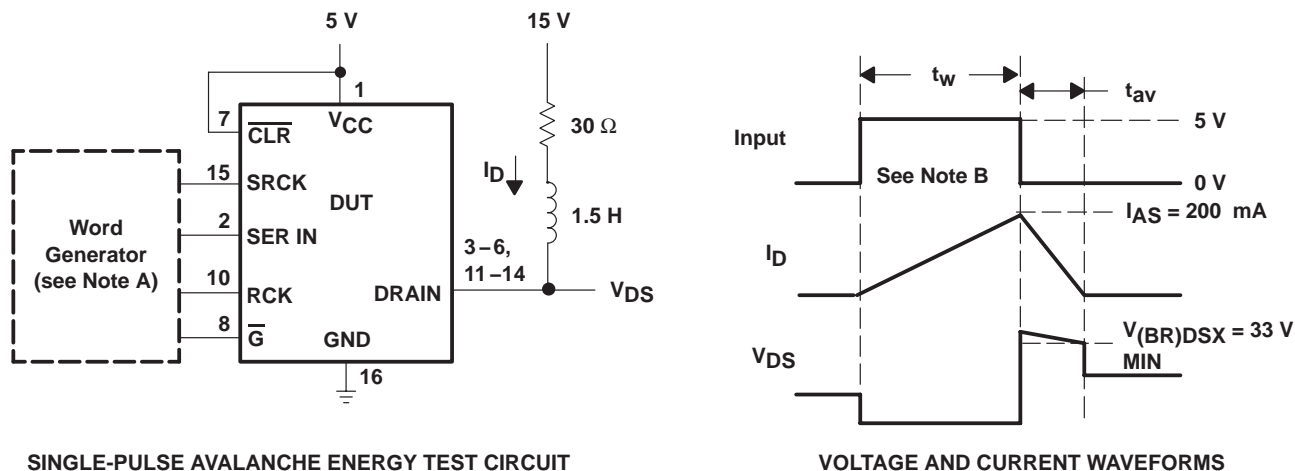 5 V
15 V
1
VCC
7
CLR
30 Ω
15
SRCK
DUT
ID
1.5 H
Word
Generator
(see Note A)
2
SER IN
3–6,
11–14
10
RCK
DRAIN
VDS
8
G
GND
16
SINGLE-PULSE AVALANCHE ENERGY TEST CIRCUIT
tw
tav
Input
5 V
See Note B
0 V
IAS = 200 mA
ID
V(BR)DSX = 33 V
MIN
VDS
VOLTAGE AND CURRENT WAVEFORMS